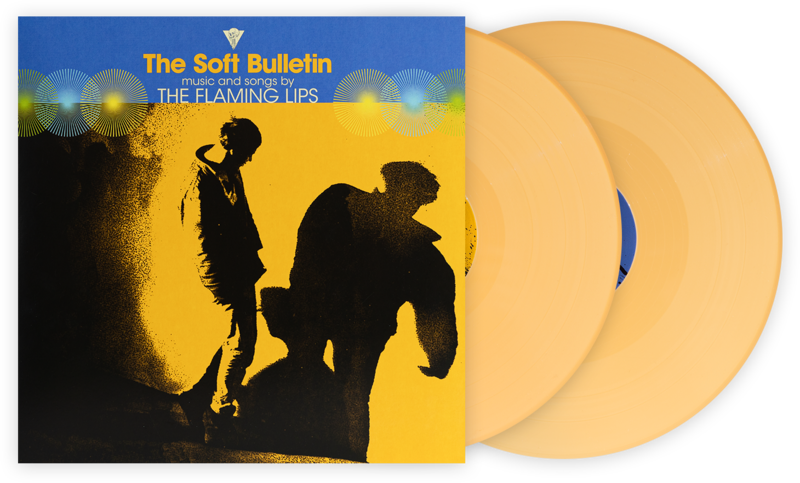 The Soft Bulletin
music and songs by
THE FLAMING LIPS